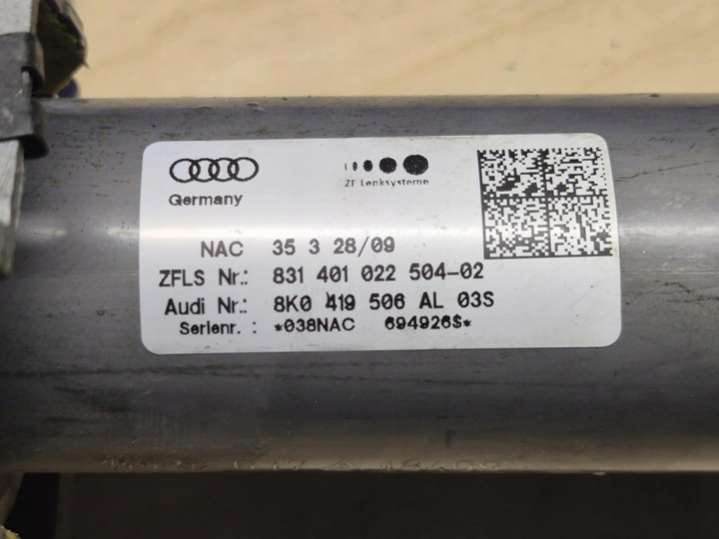 Germany
ZF Lenksysteme
NAC 35 3 28/09
ZFLS Nr.: 831 401 022 504-02
Audi Nr.: 8K0 419 506 AL 03S
Serienr. : *038NAC 694926S*